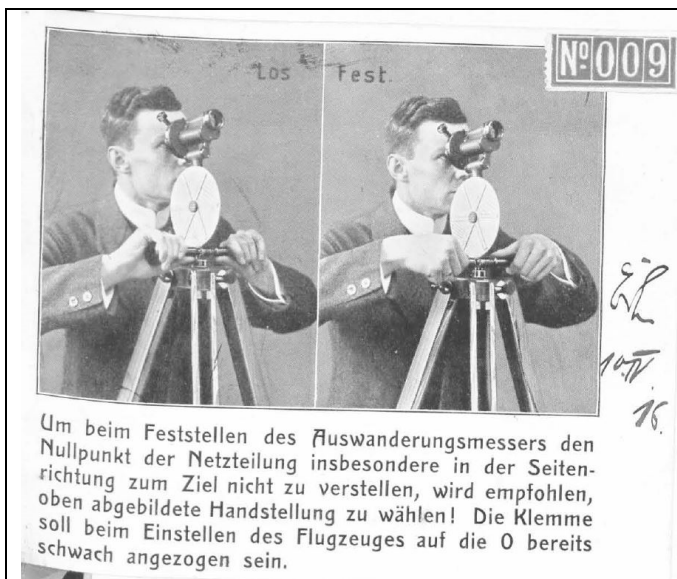 Los Fest.
Nº 009
Um beim Feststellen des Auswanderungsmessers den
Nullpunkt der Netzteilung insbesondere in der Seiten-
richtung zum Ziel nicht zu verstellen, wird empfohlen,
oben abgebildete Handstellung zu wählen! Die Klemme
soll beim Einstellen des Flugzeuges auf die 0 bereits
schwach angezogen sein.
10.IV.
16.